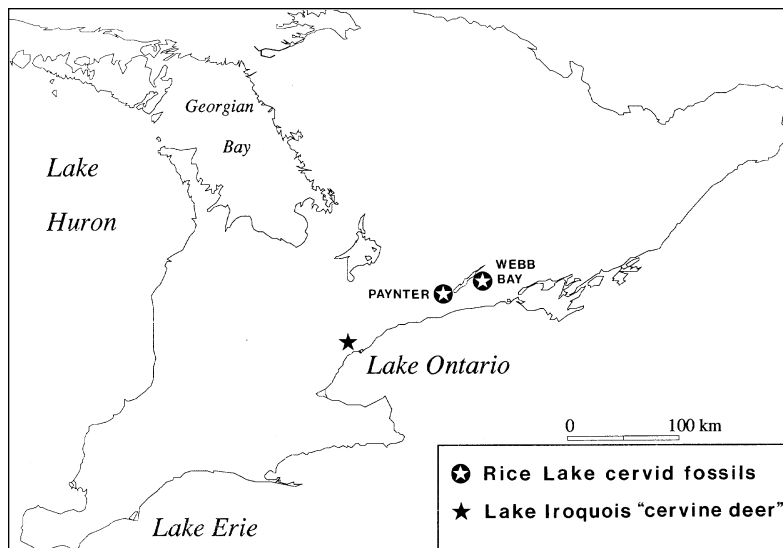 Georgian
Bay
Lake
Huron
WEBB
BAY
PAYNTER
Lake Ontario
0 100 km
Rice Lake cervid fossils
Lake Iroquois "cervine deer"
Lake Erie